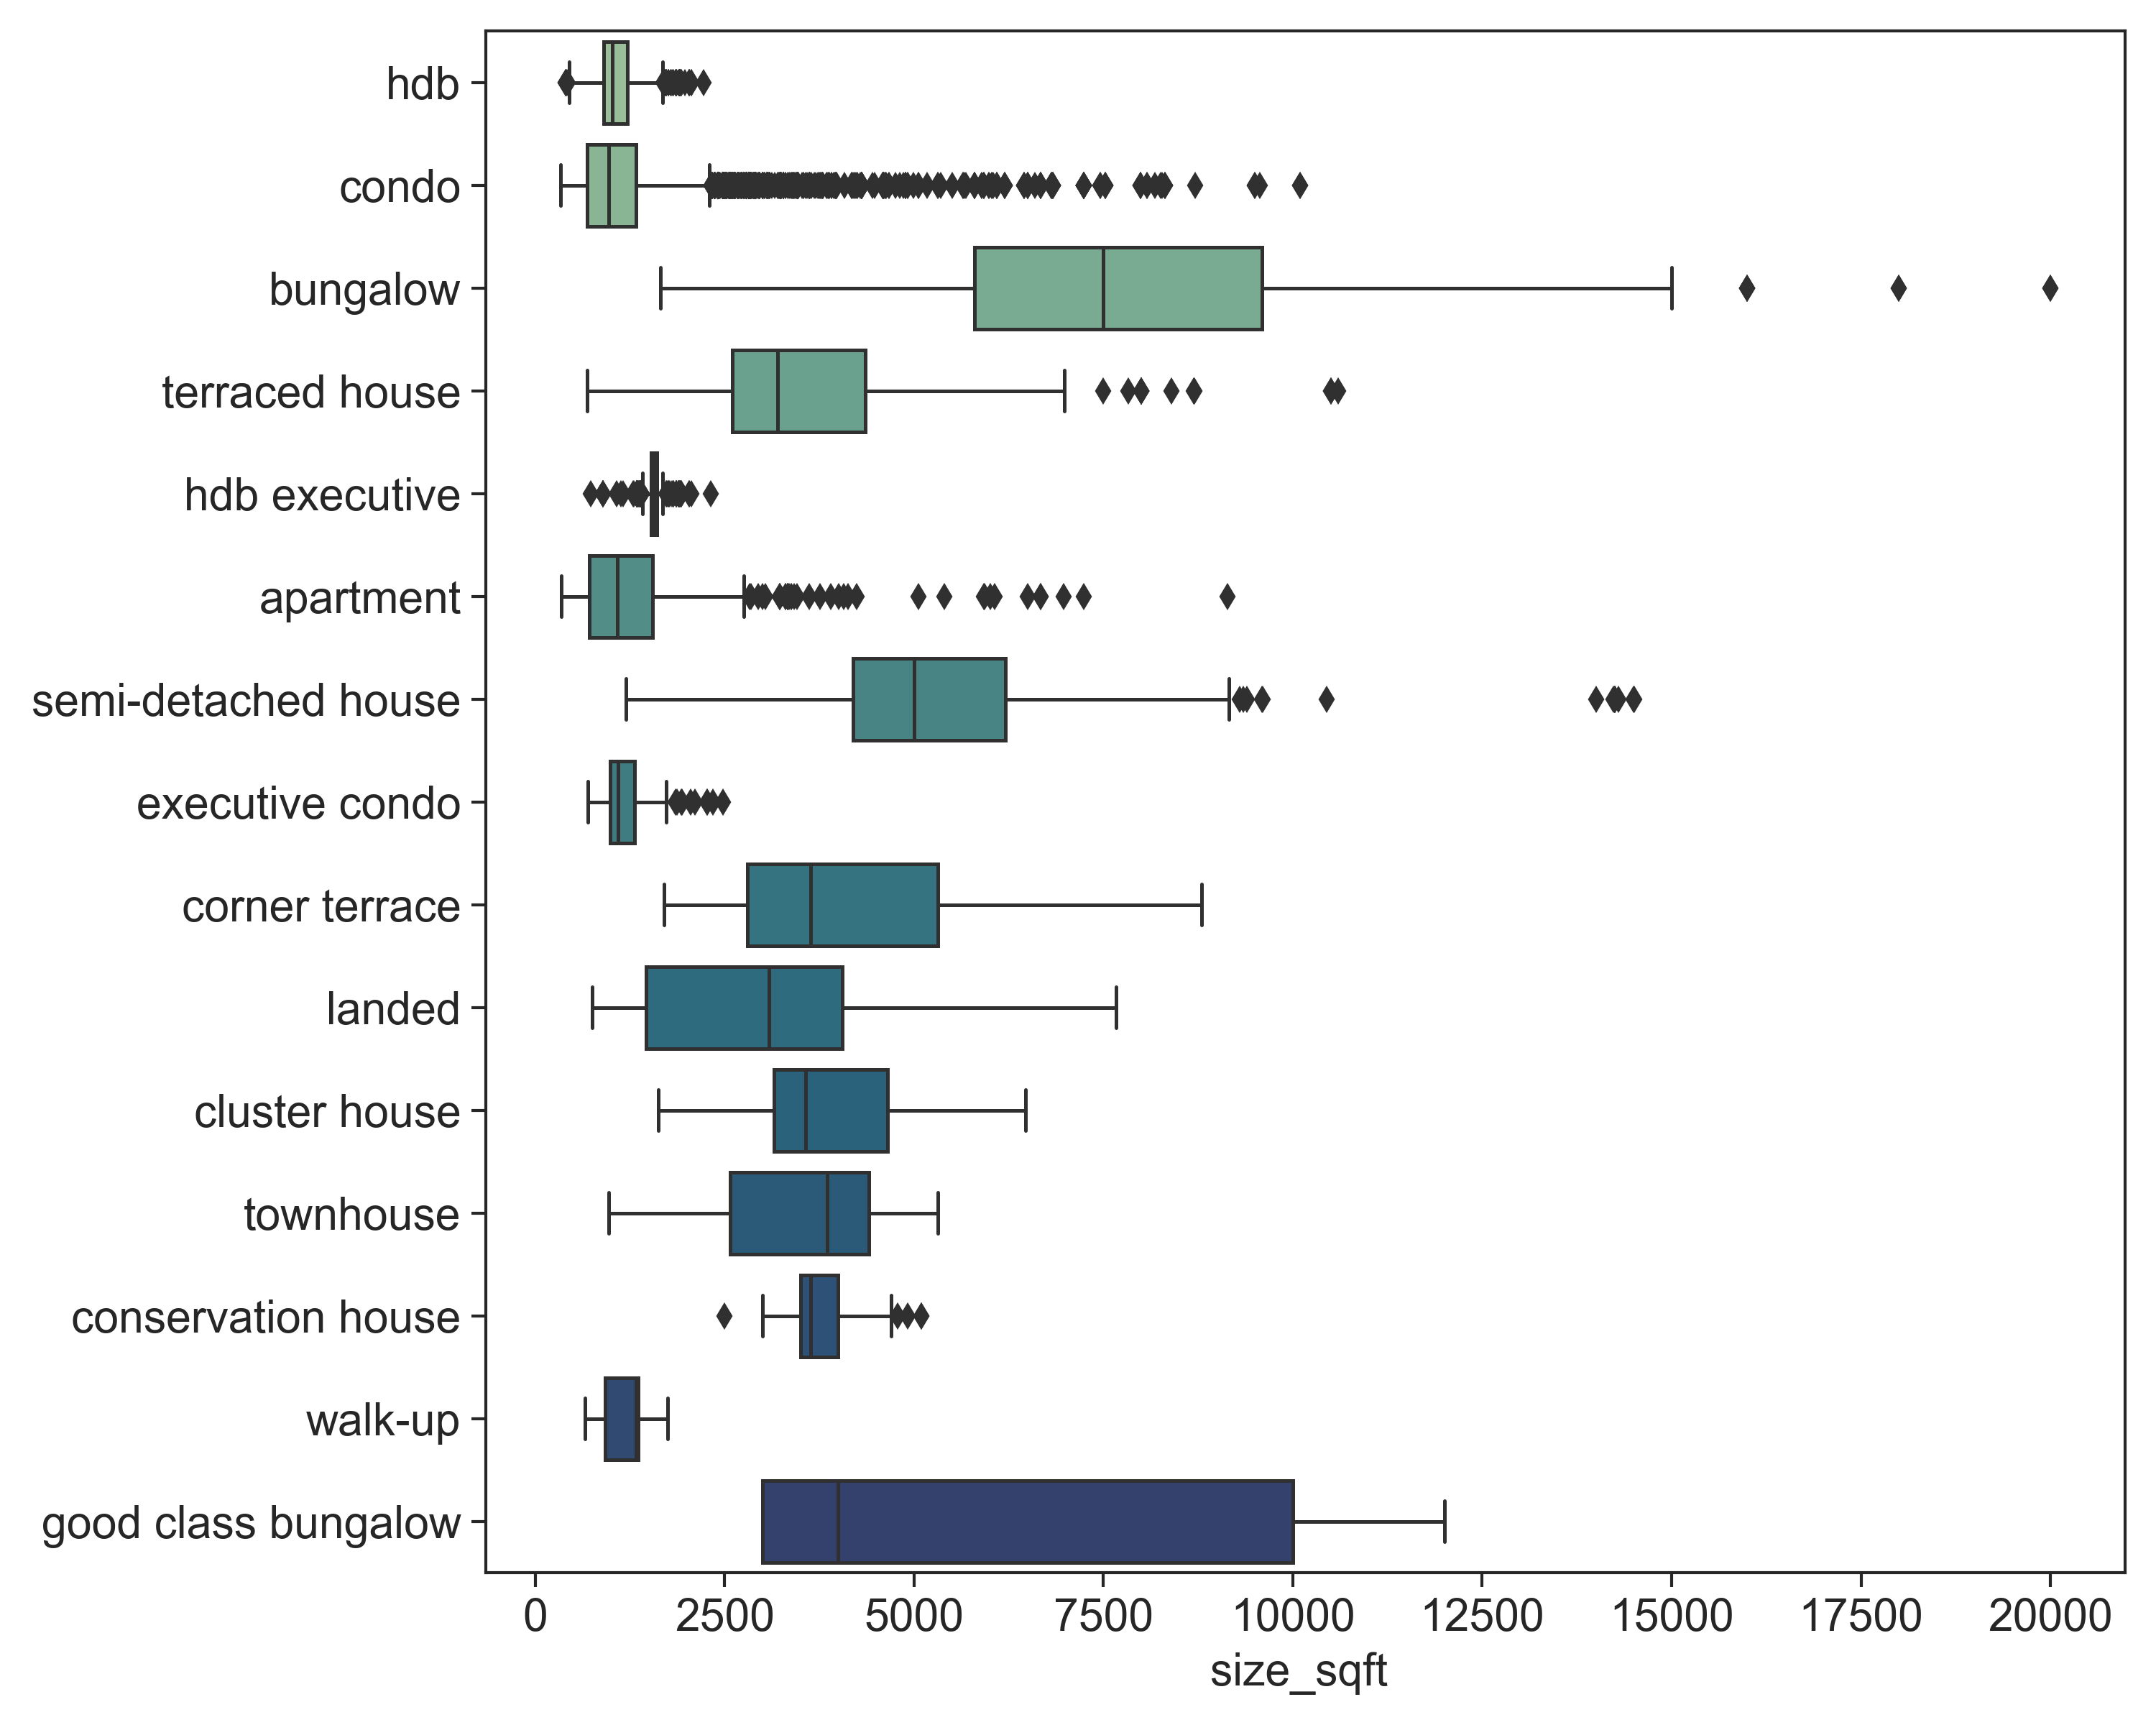 hdb
condo
bungalow
terraced house
hdb executive
apartment
semi-detached house
executive condo
corner terrace
landed
cluster house
townhouse
conservation house
walk-up
good class bungalow
0 2500 5000 7500 10000 12500 15000 17500 20000
size_sqft